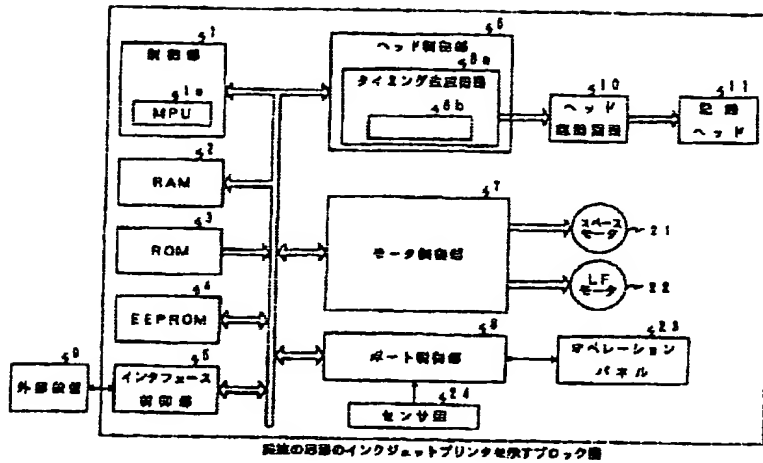 1
制御部
1a
MPU
2
RAM
3
ROM
4
EEPROM
5
インタフェース
制御部
9
外部装置
6
ヘッド制御部
6a
タイミング生成回路
6b
10
ヘッド
駆動回路
11
記録
ヘッド
7
モータ制御部
スペース
モータ
21
LF
モータ
22
8
ポート制御部
23
オペレーション
パネル
24
センサ群
実施の形態のインクジェットプリンタを示すブロック図